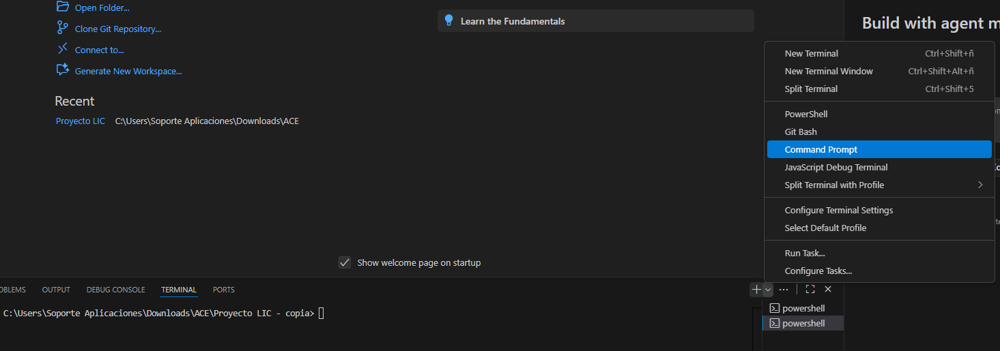 Open Folder...
Clone Git Repository...
Connect to...
Generate New Workspace...
Recent
Proyecto LIC C:\Users\Soporte Aplicaciones\Downloads\ACE
Learn the Fundamentals
Show welcome page on startup
Build with agent m
New Terminal Ctrl+Shift+ñ
New Terminal Window Ctrl+Shift+Alt+ñ
Split Terminal Ctrl+Shift+5
PowerShell
Git Bash
Command Prompt
JavaScript Debug Terminal
Split Terminal with Profile
Configure Terminal Settings
Select Default Profile
Run Task...
Configure Tasks...
OBLEMS OUTPUT DEBUG CONSOLE TERMINAL PORTS
C:\Users\Soporte Aplicaciones\Downloads\ACE\Proyecto LIC - copia>
powershell
powershell